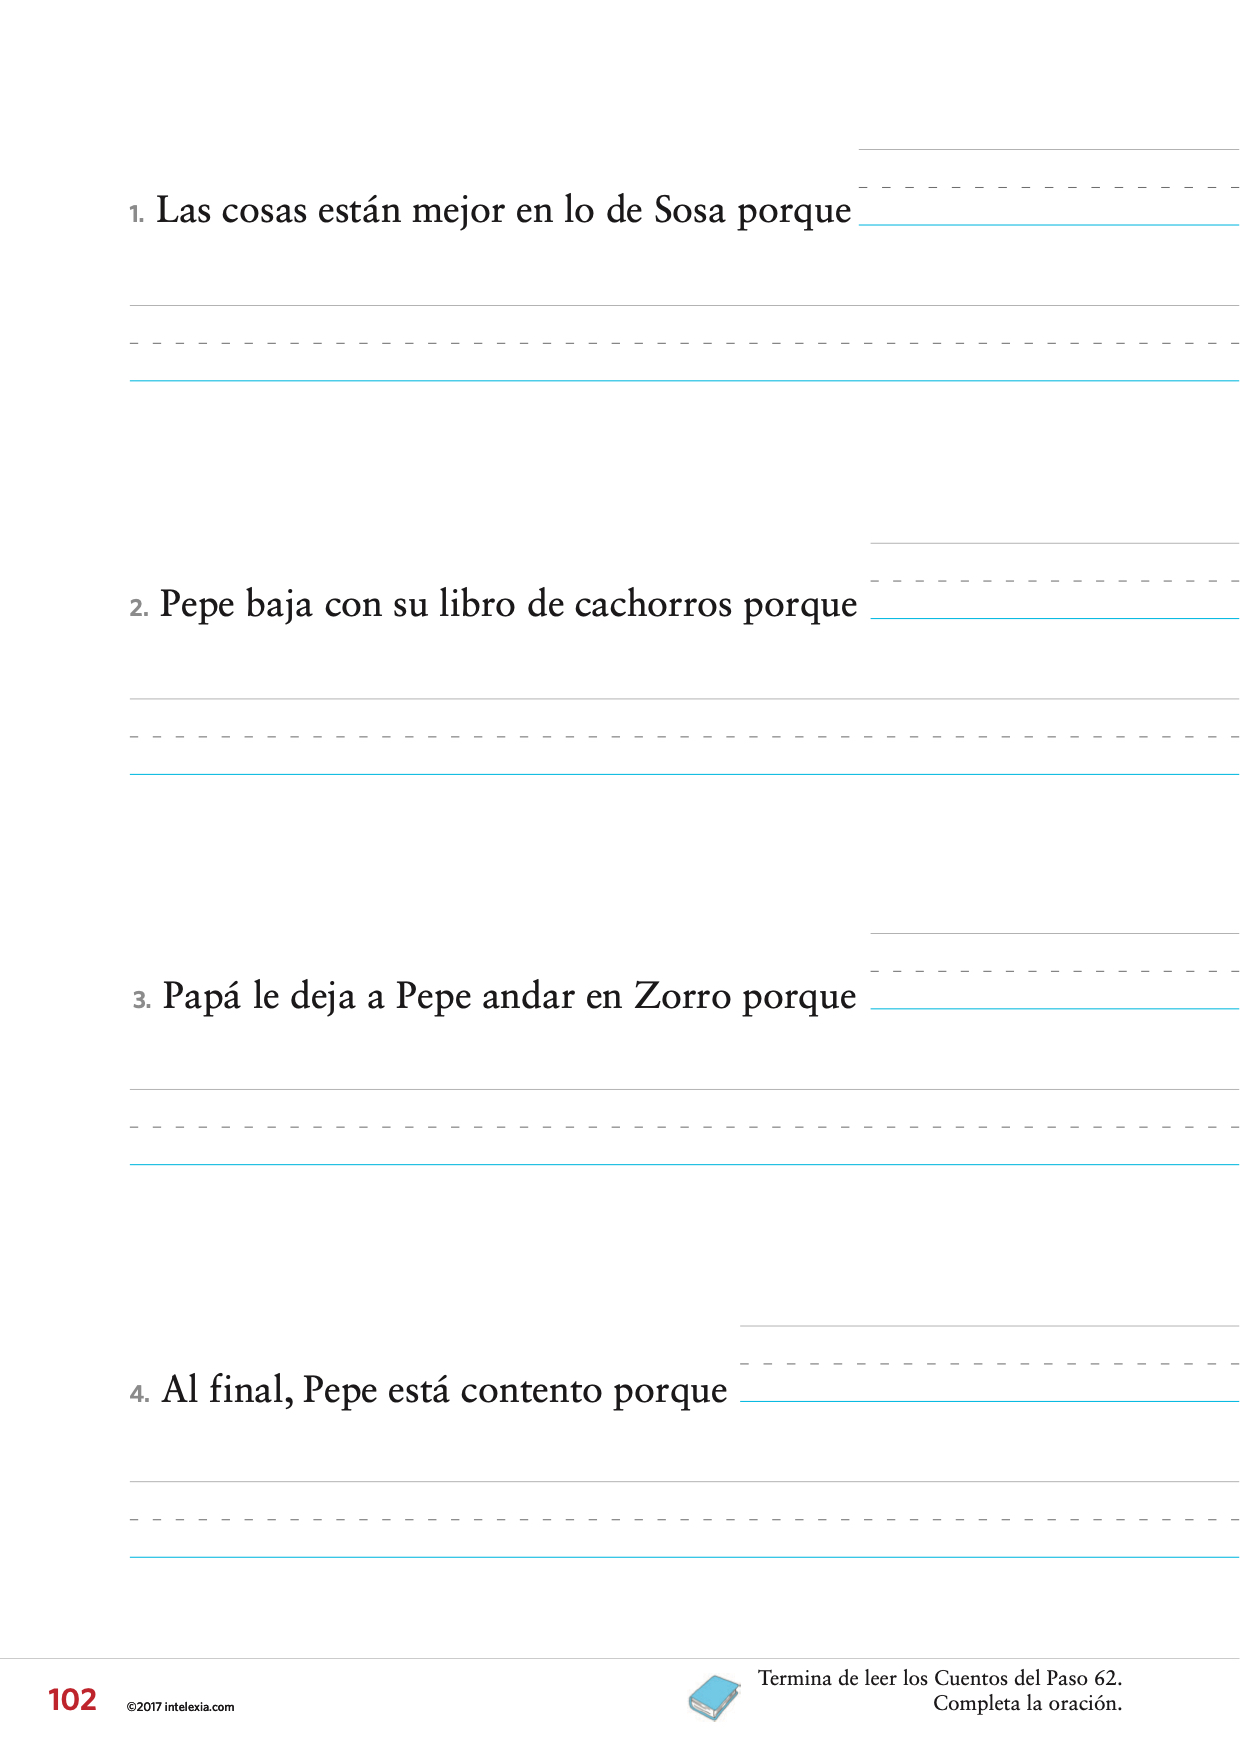 1. Las cosas están mejor en lo de Sosa porque
2. Pepe baja con su libro de cachorros porque
3. Papá le deja a Pepe andar en Zorro porque
4. Al final, Pepe está contento porque
102 ©2017 intelexia.com
Termina de leer los Cuentos del Paso 62.
Completa la oración.